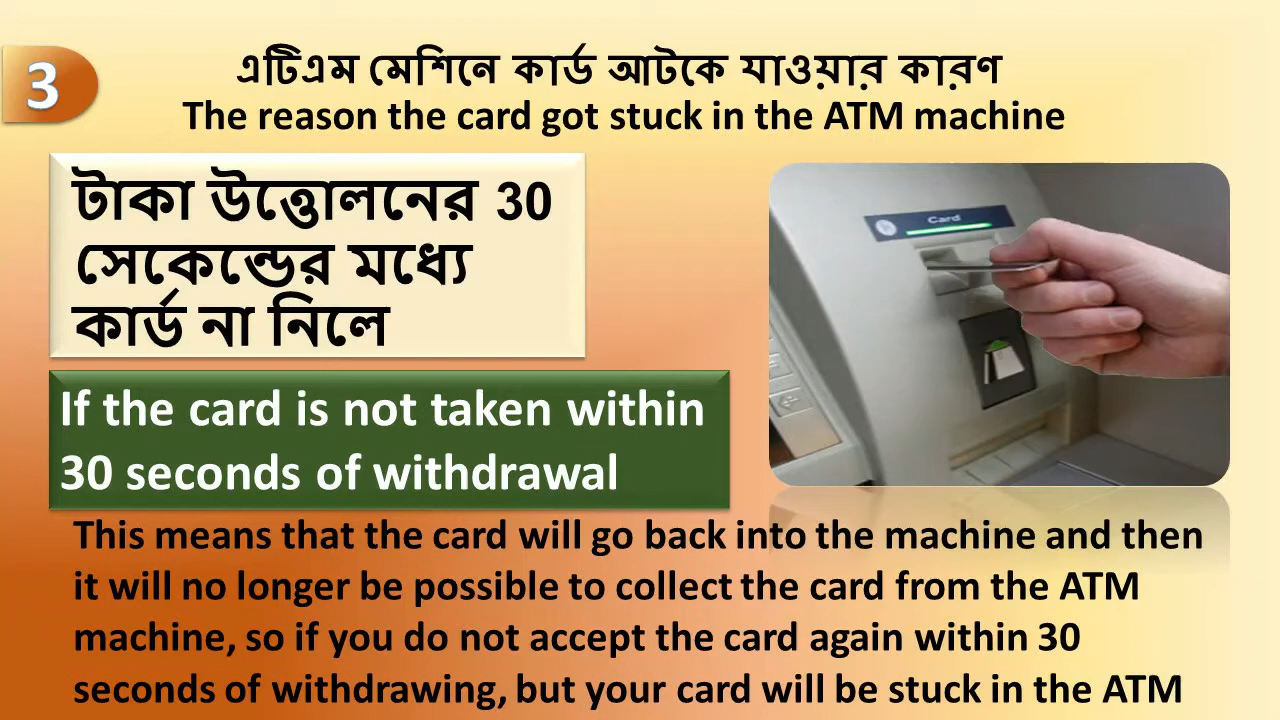 3
এটিএম মেশিনে কার্ড আটকে যাওয়ার কারণ
The reason the card got stuck in the ATM machine
টাকা উত্তোলনের 30
সেকেন্ডের মধ্যে
কার্ড না নিলে
Card
If the card is not taken within
30 seconds of withdrawal
This means that the card will go back into the machine and then
it will no longer be possible to collect the card from the ATM
machine, so if you do not accept the card again within 30
seconds of withdrawing, but your card will be stuck in the ATM